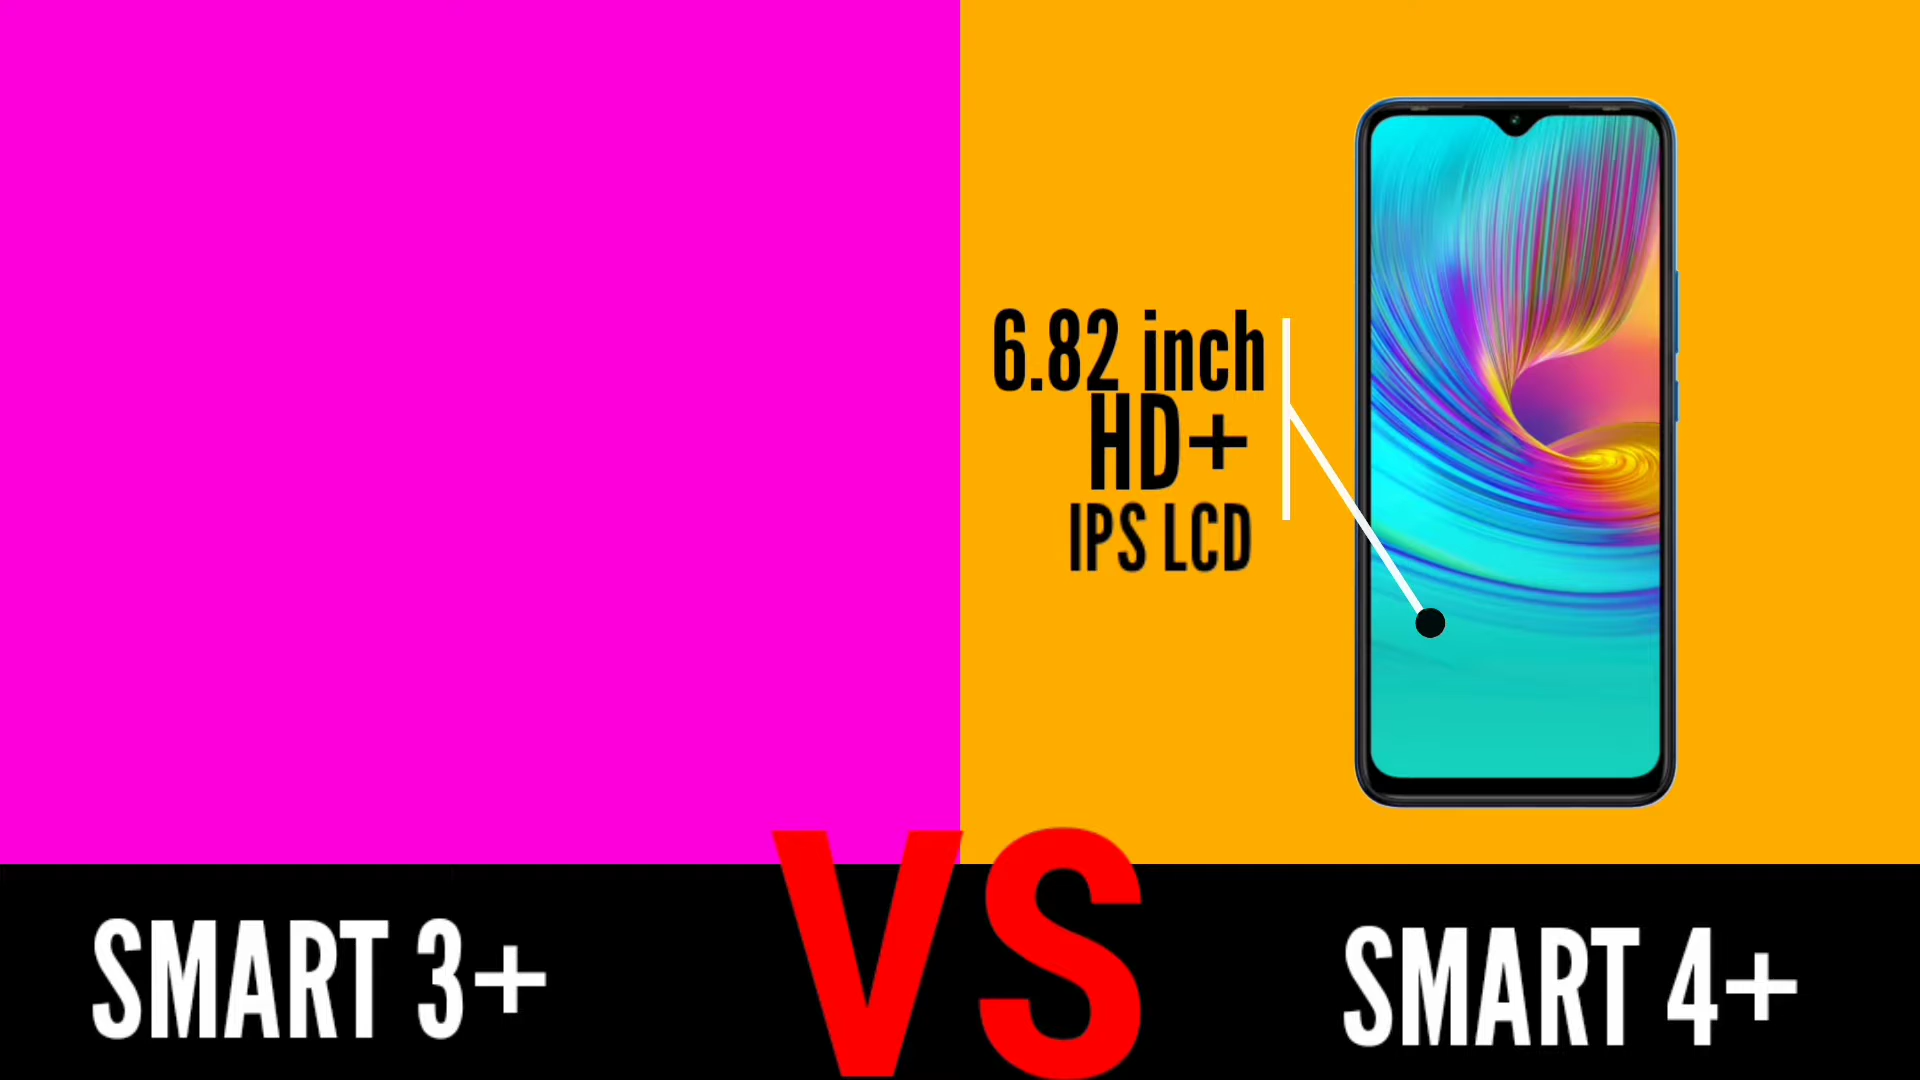 6.82 inch
HD+
IPS LCD
SMART 3+
VS
SMART 4+